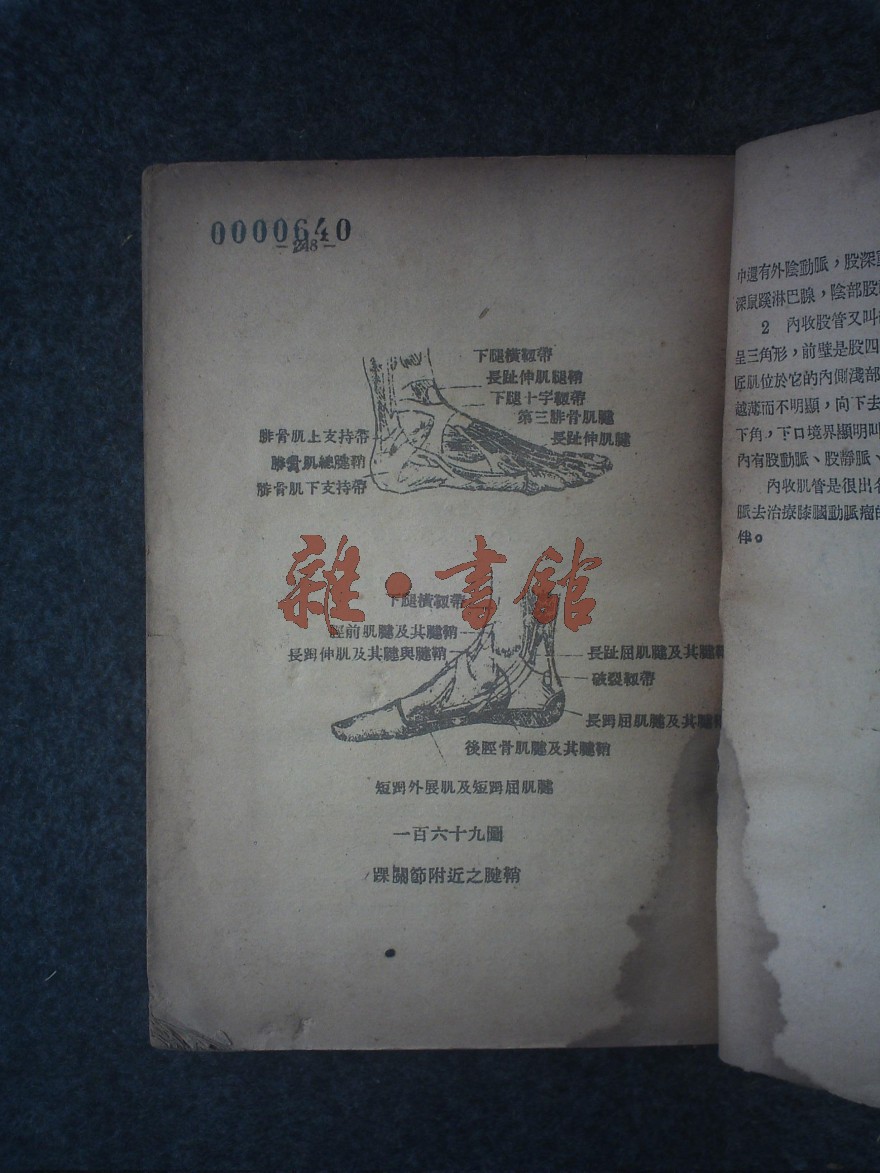 0000640
—248—
下腿橫韌帶
長趾伸肌腱鞘
下腿十字韌帶
第三腓骨肌腱
長趾伸肌腱
腓骨肌上支持帶
腓骨肌總腱鞘
腓骨肌下支持帶
雜·書館
下腿橫韌帶
脛前肌腱及其腱鞘
長踇伸肌及其腱與腱鞘
長趾屈肌腱及其腱
破裂韌帶
長踇屈肌腱及其腱
後脛骨肌腱及其腱鞘
短踇外展肌及短踇屈肌腱
一百六十九圖
踝關節附近之腱鞘
中還有外陰動脈，股深
深鼠蹊淋巴腺，陰部股
2 內收股管又叫
呈三角形，前壁是股四
匠肌位於它的內側淺部
越薄而不明顯，向下去
下角，下口境界顯明叫
內有股動脈、股靜脈、
內收肌管是很出名
脈去治療膝膕動脈瘤的
伴。